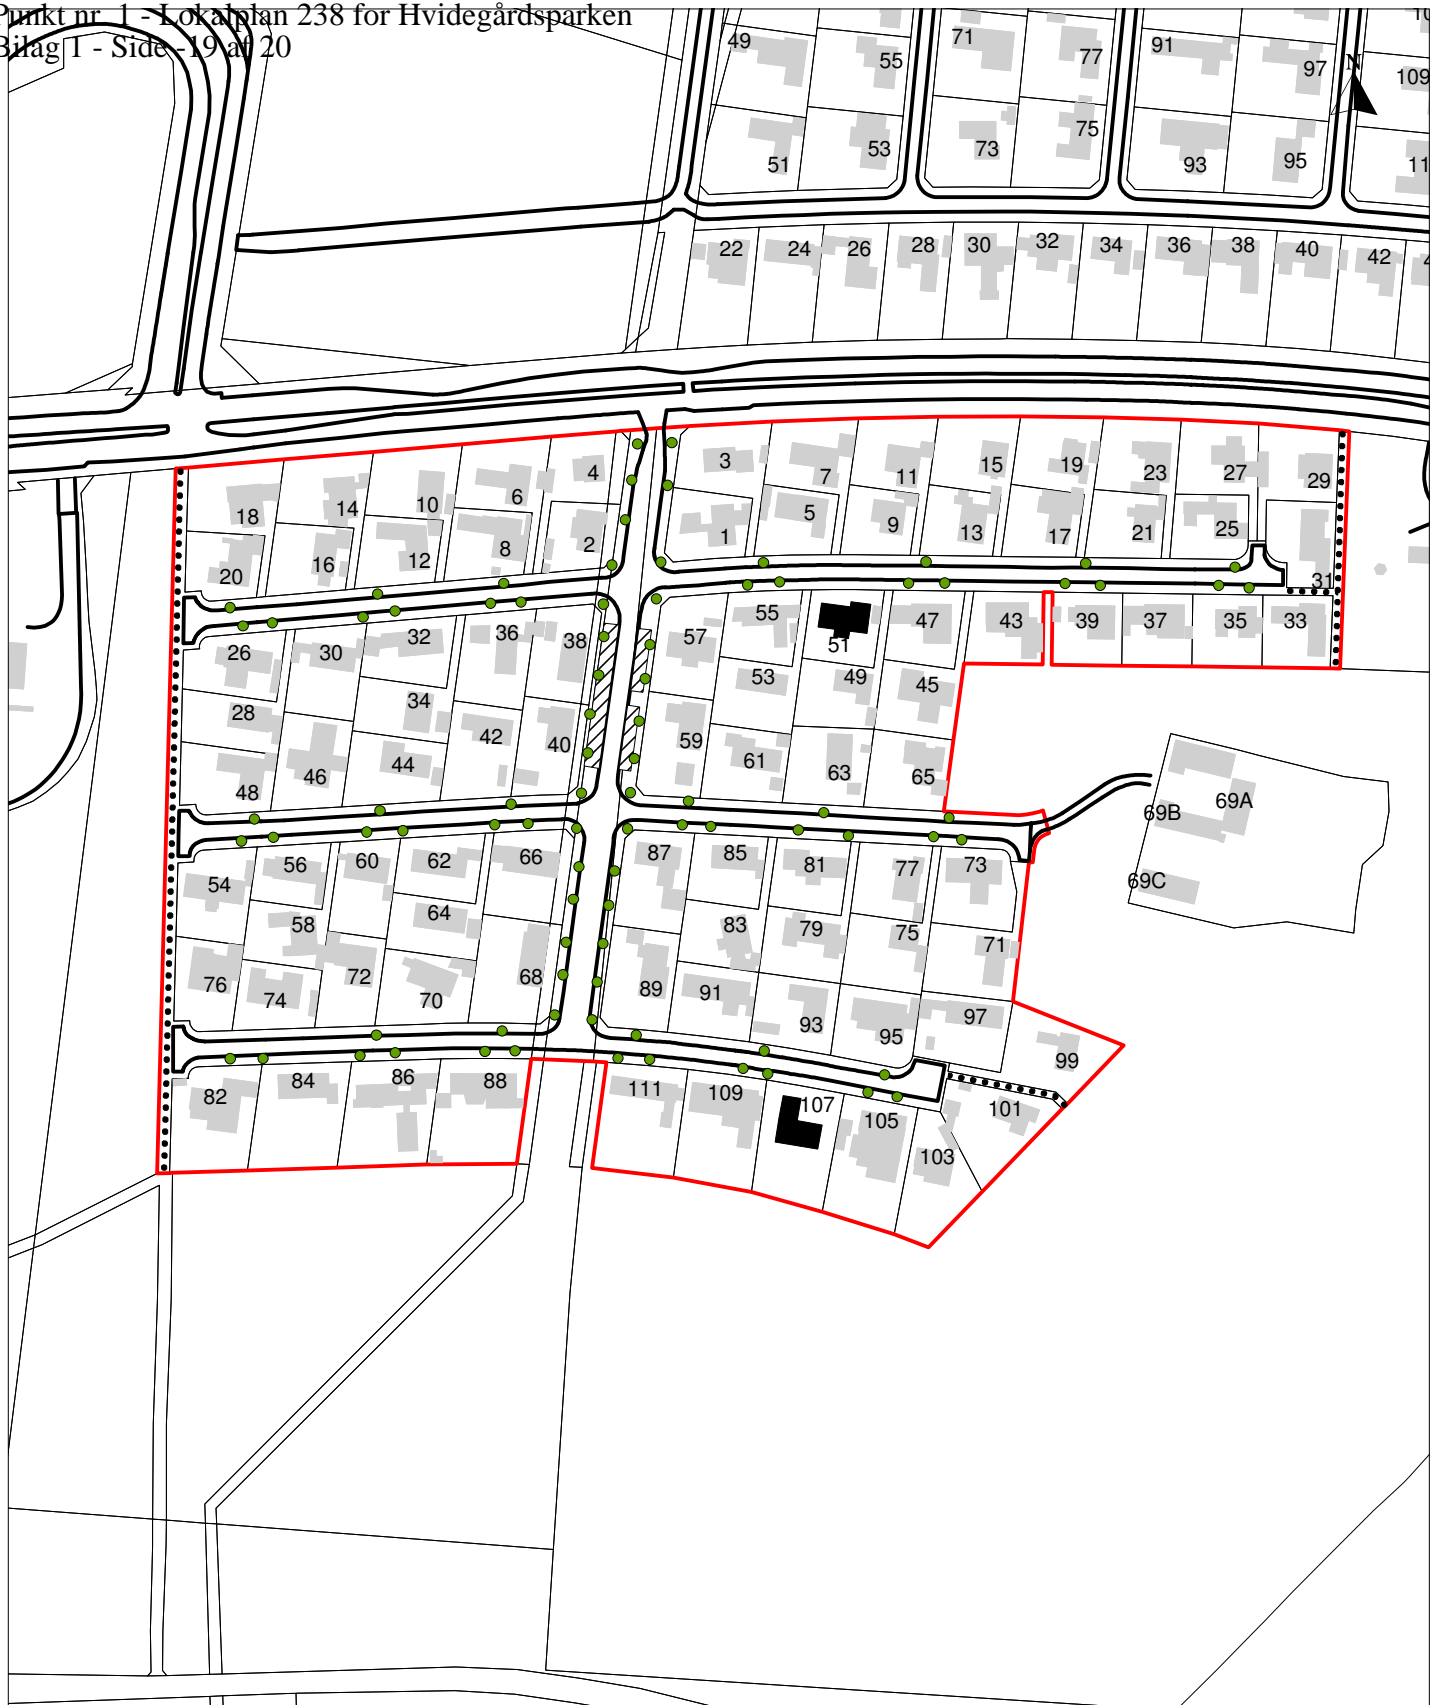 Punkt nr. 1 - Lokalplan 238 for Hvidegårdsparken
Bilag 1 - Side -19 af 20
49 55 71 77 91 97 109
N
51 53 73 75 93 95 11
22 24 26 28 30 32 34 36 38 40 42
18 14 10 6 4 3 7 11 15 19 23 27 29
20 16 12 8 2 1 5 9 13 17 21 25 31
26 30 32 36 38 57 55 51 47 43 39 37 35 33
28 34 42 40 59 53 49 45
48 46 44 61 63 65
69B 69A
69C
54 56 60 62 66 87 85 81 77 73
58 64 83 79 75 71
76 74 72 70 68 89 91 93 95 97 99
82 84 86 88 111 109 107 105 103 101